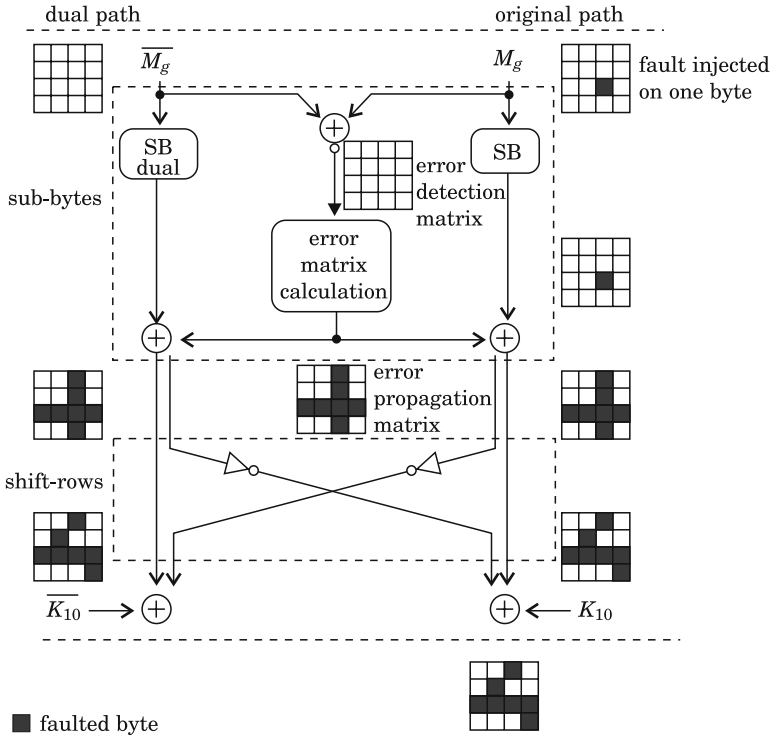 dual path
original path
$\overline{M_g}$
$M_g$
fault injected
on one byte
SB
dual
SB
error
detection
matrix
sub-bytes
error
matrix
calculation
error
propagation
matrix
shift-rows
$\overline{K_{10}}$
$K_{10}$
faulted byte